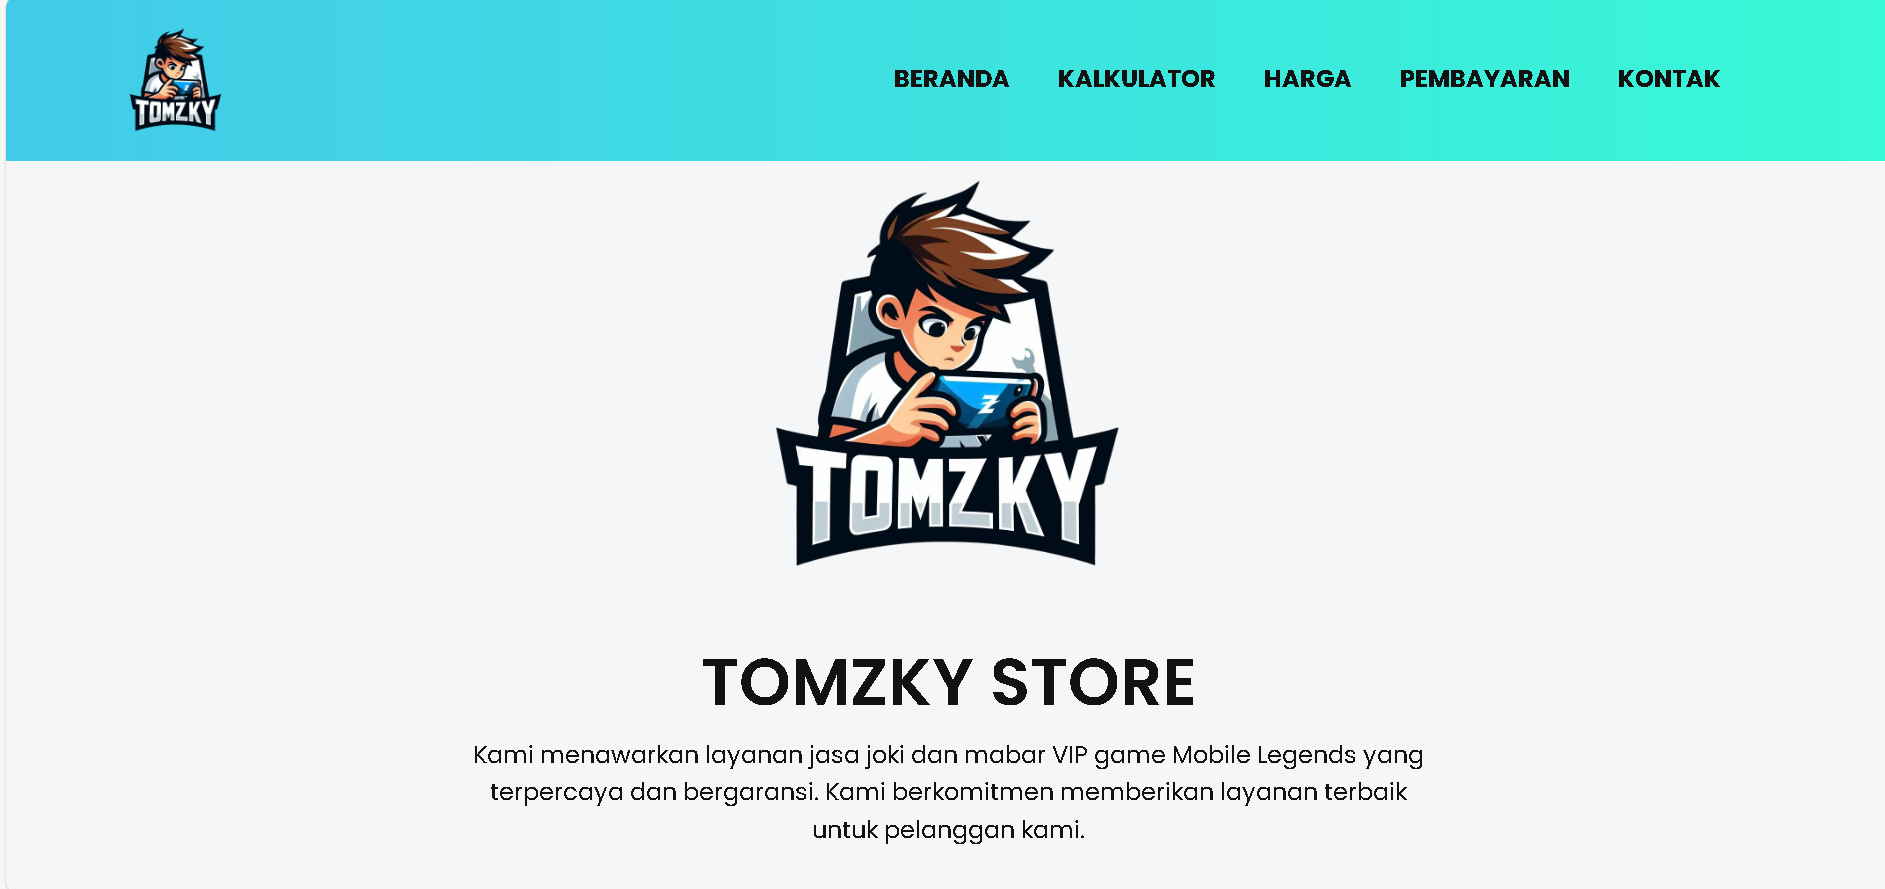 TOMZKY
BERANDA KALKULATOR HARGA PEMBAYARAN KONTAK
Z
TOMZKY
TOMZKY STORE
Kami menawarkan layanan jasa joki dan mabar VIP game Mobile Legends yang
terpercaya dan bergaransi. Kami berkomitmen memberikan layanan terbaik
untuk pelanggan kami.